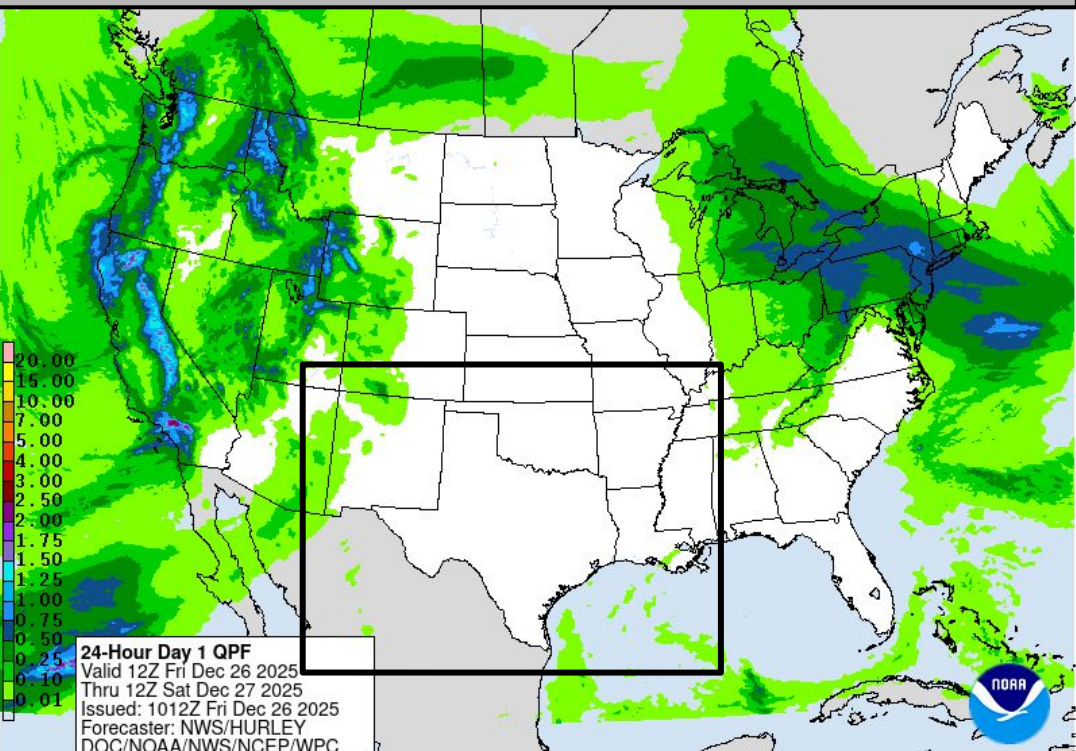 20.00
15.00
10.00
7.00
5.00
4.00
3.00
2.50
2.00
1.75
1.50
1.25
1.00
0.75
0.50
0.25
0.10
0.01
24-Hour Day 1 QPF
Valid 12Z Fri Dec 26 2025
Thru 12Z Sat Dec 27 2025
Issued: 1012Z Fri Dec 26 2025
Forecaster: NWS/HURLEY
DOC/NOAA/NWS/NCEP/WPC
NOAA